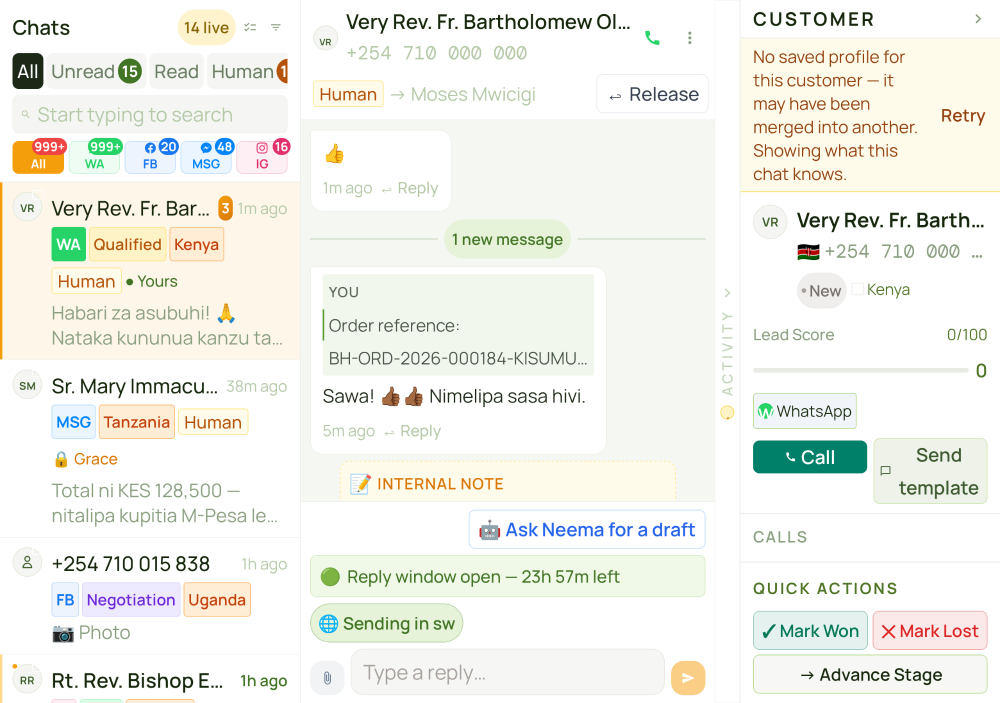 Chats
14 live
All
Unread 15
Read
Human 1
Start typing to search
999+
All
999+
WA
20
FB
48
MSG
16
IG
VR
Very Rev. Fr. Bar...
3
1m ago
WA
Qualified
Kenya
Human
Yours
Habari za asubuhi! 🙏
Nataka kununua kanzu ta...
SM
Sr. Mary Immacu...
38m ago
MSG
Tanzania
Human
🔒 Grace
Total ni KES 128,500 —
nitalipa kupitia M-Pesa le...
+254 710 015 838
1h ago
FB
Negotiation
Uganda
📷 Photo
RR
Rt. Rev. Bishop E...
1h ago
VR
Very Rev. Fr. Bartholomew Ol...
+254 710 000 000
Human
→ Moses Mwicigi
Release
👍
1m ago
Reply
1 new message
YOU
Order reference:
BH-ORD-2026-000184-KISUMU...
Sawa! 👍🏾👍🏾 Nimelipa sasa hivi.
5m ago
Reply
📝 INTERNAL NOTE
🤖 Ask Neema for a draft
🟢 Reply window open — 23h 57m left
🌐 Sending in sw
Type a reply...
ACTIVITY
CUSTOMER
No saved profile for
this customer — it
may have been
merged into another.
Showing what this
chat knows.
Retry
VR
Very Rev. Fr. Barth...
🇰🇪 +254 710 000 ...
New
Kenya
Lead Score
0/100
0
WhatsApp
Call
Send
template
CALLS
QUICK ACTIONS
✓ Mark Won
✕ Mark Lost
→ Advance Stage